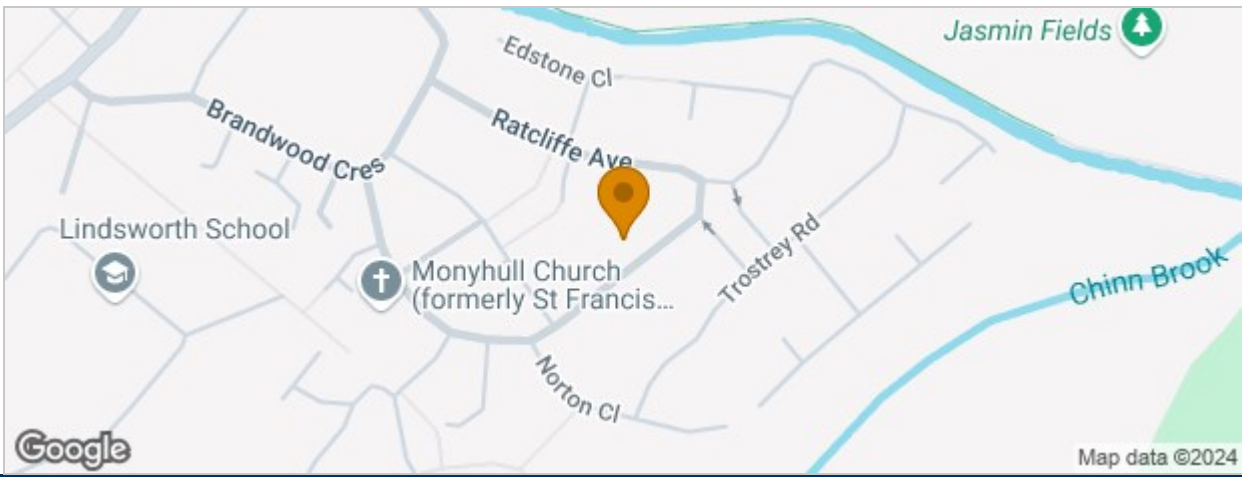 Jasmin Fields
Edstone Cl
Ratcliffe Ave
Brandwood Cres
Lindsworth School
Trostrey Rd
Monyhull Church
(formerly St Francis...
Chinn Brook
Norton Cl
Google
Map data ©2024